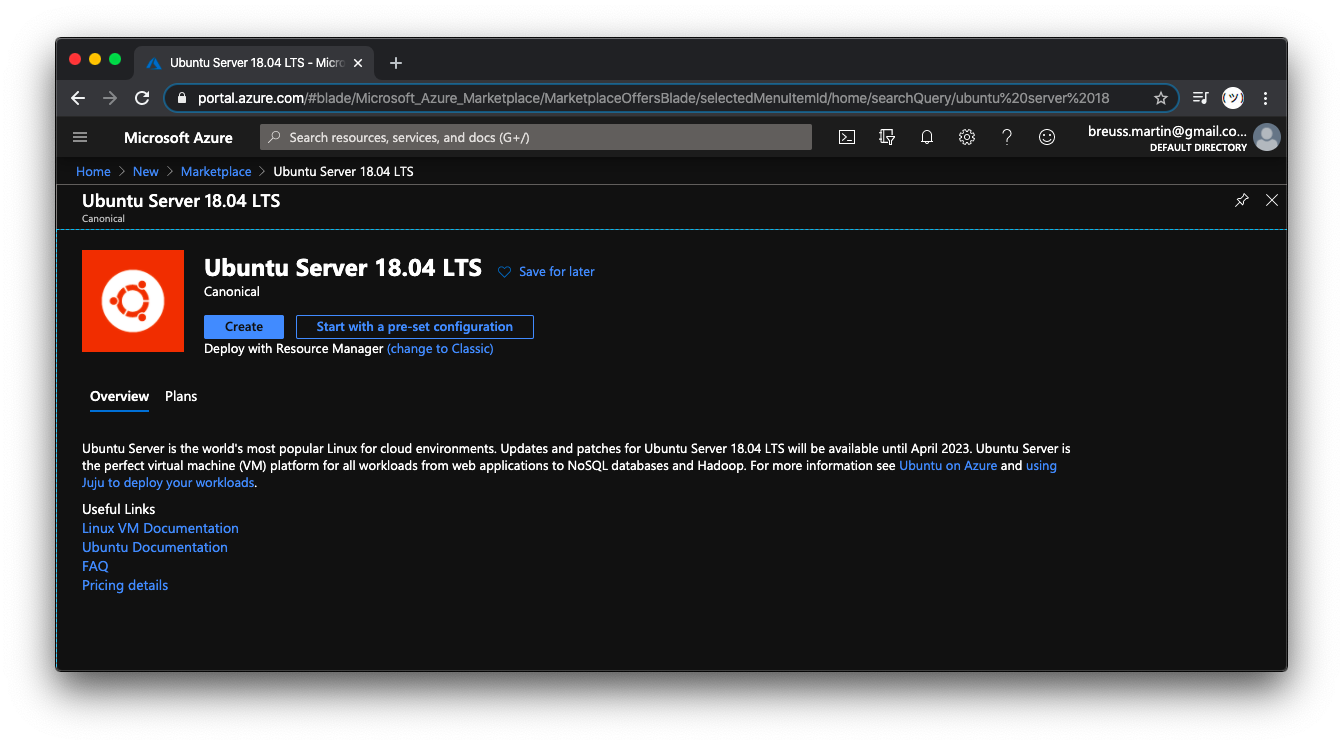 Ubuntu Server 18.04 LTS - Micro
portal.azure.com/#blade/Microsoft_Azure_Marketplace/MarketplaceOffersBlade/selectedMenuItemId/home/searchQuery/ubuntu%20server%2018
Microsoft Azure
Search resources, services, and docs (G+/)
breuss.martin@gmail.co...
DEFAULT DIRECTORY
Home > New > Marketplace > Ubuntu Server 18.04 LTS
Ubuntu Server 18.04 LTS
Canonical
Ubuntu Server 18.04 LTS
Save for later
Canonical
Create
Start with a pre-set configuration
Deploy with Resource Manager (change to Classic)
Overview
Plans
Ubuntu Server is the world's most popular Linux for cloud environments. Updates and patches for Ubuntu Server 18.04 LTS will be available until April 2023. Ubuntu Server is
the perfect virtual machine (VM) platform for all workloads from web applications to NoSQL databases and Hadoop. For more information see Ubuntu on Azure and using
Juju to deploy your workloads.
Useful Links
Linux VM Documentation
Ubuntu Documentation
FAQ
Pricing details